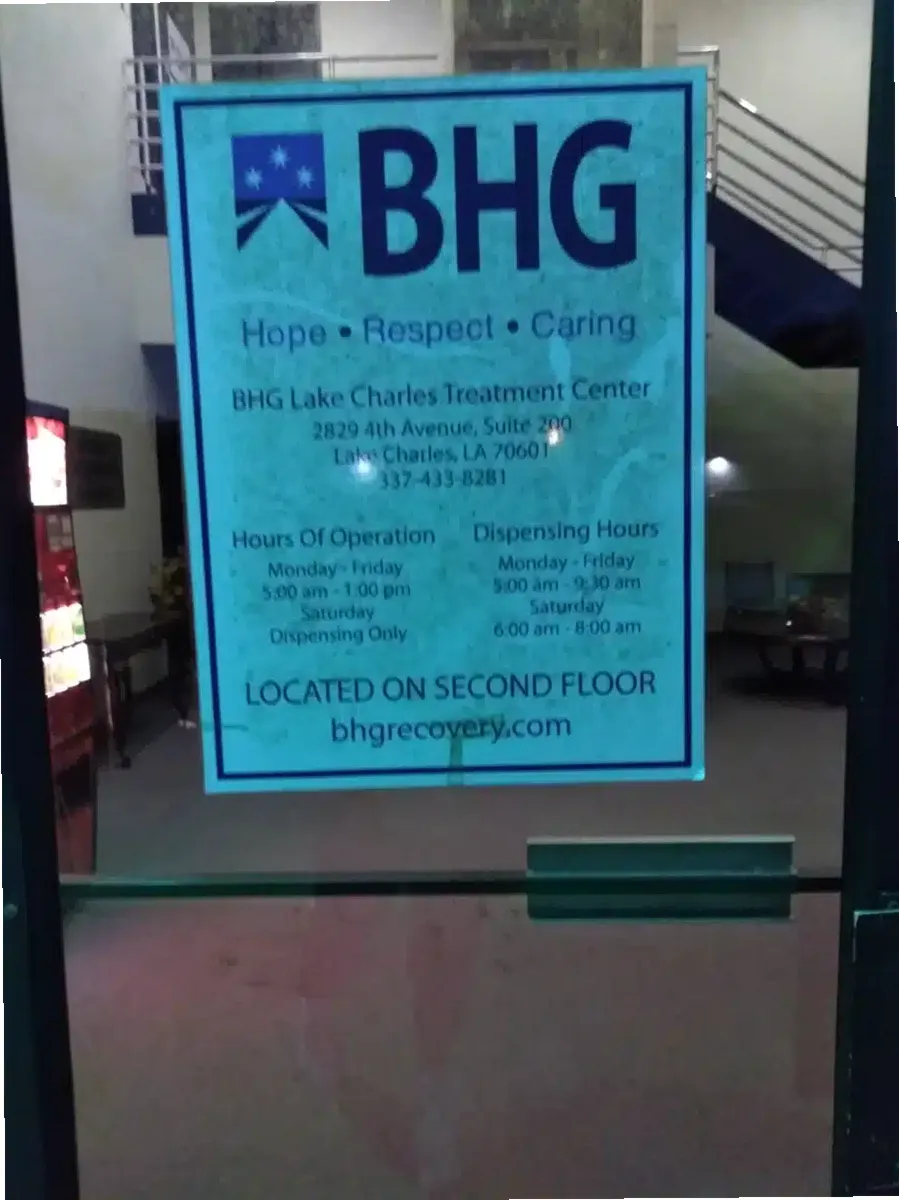 BHG
Hope • Respect • Caring
BHG Lake Charles Treatment Center
2829 4th Avenue, Suite 200
Lake Charles, LA 70601
337-433-8281
Hours Of Operation
Monday - Friday
5:00 am - 1:00 pm
Saturday
Dispensing Only
Dispensing Hours
Monday - Friday
5:00 am - 9:30 am
Saturday
6:00 am - 8:00 am
LOCATED ON SECOND FLOOR
bhgrecovery.com